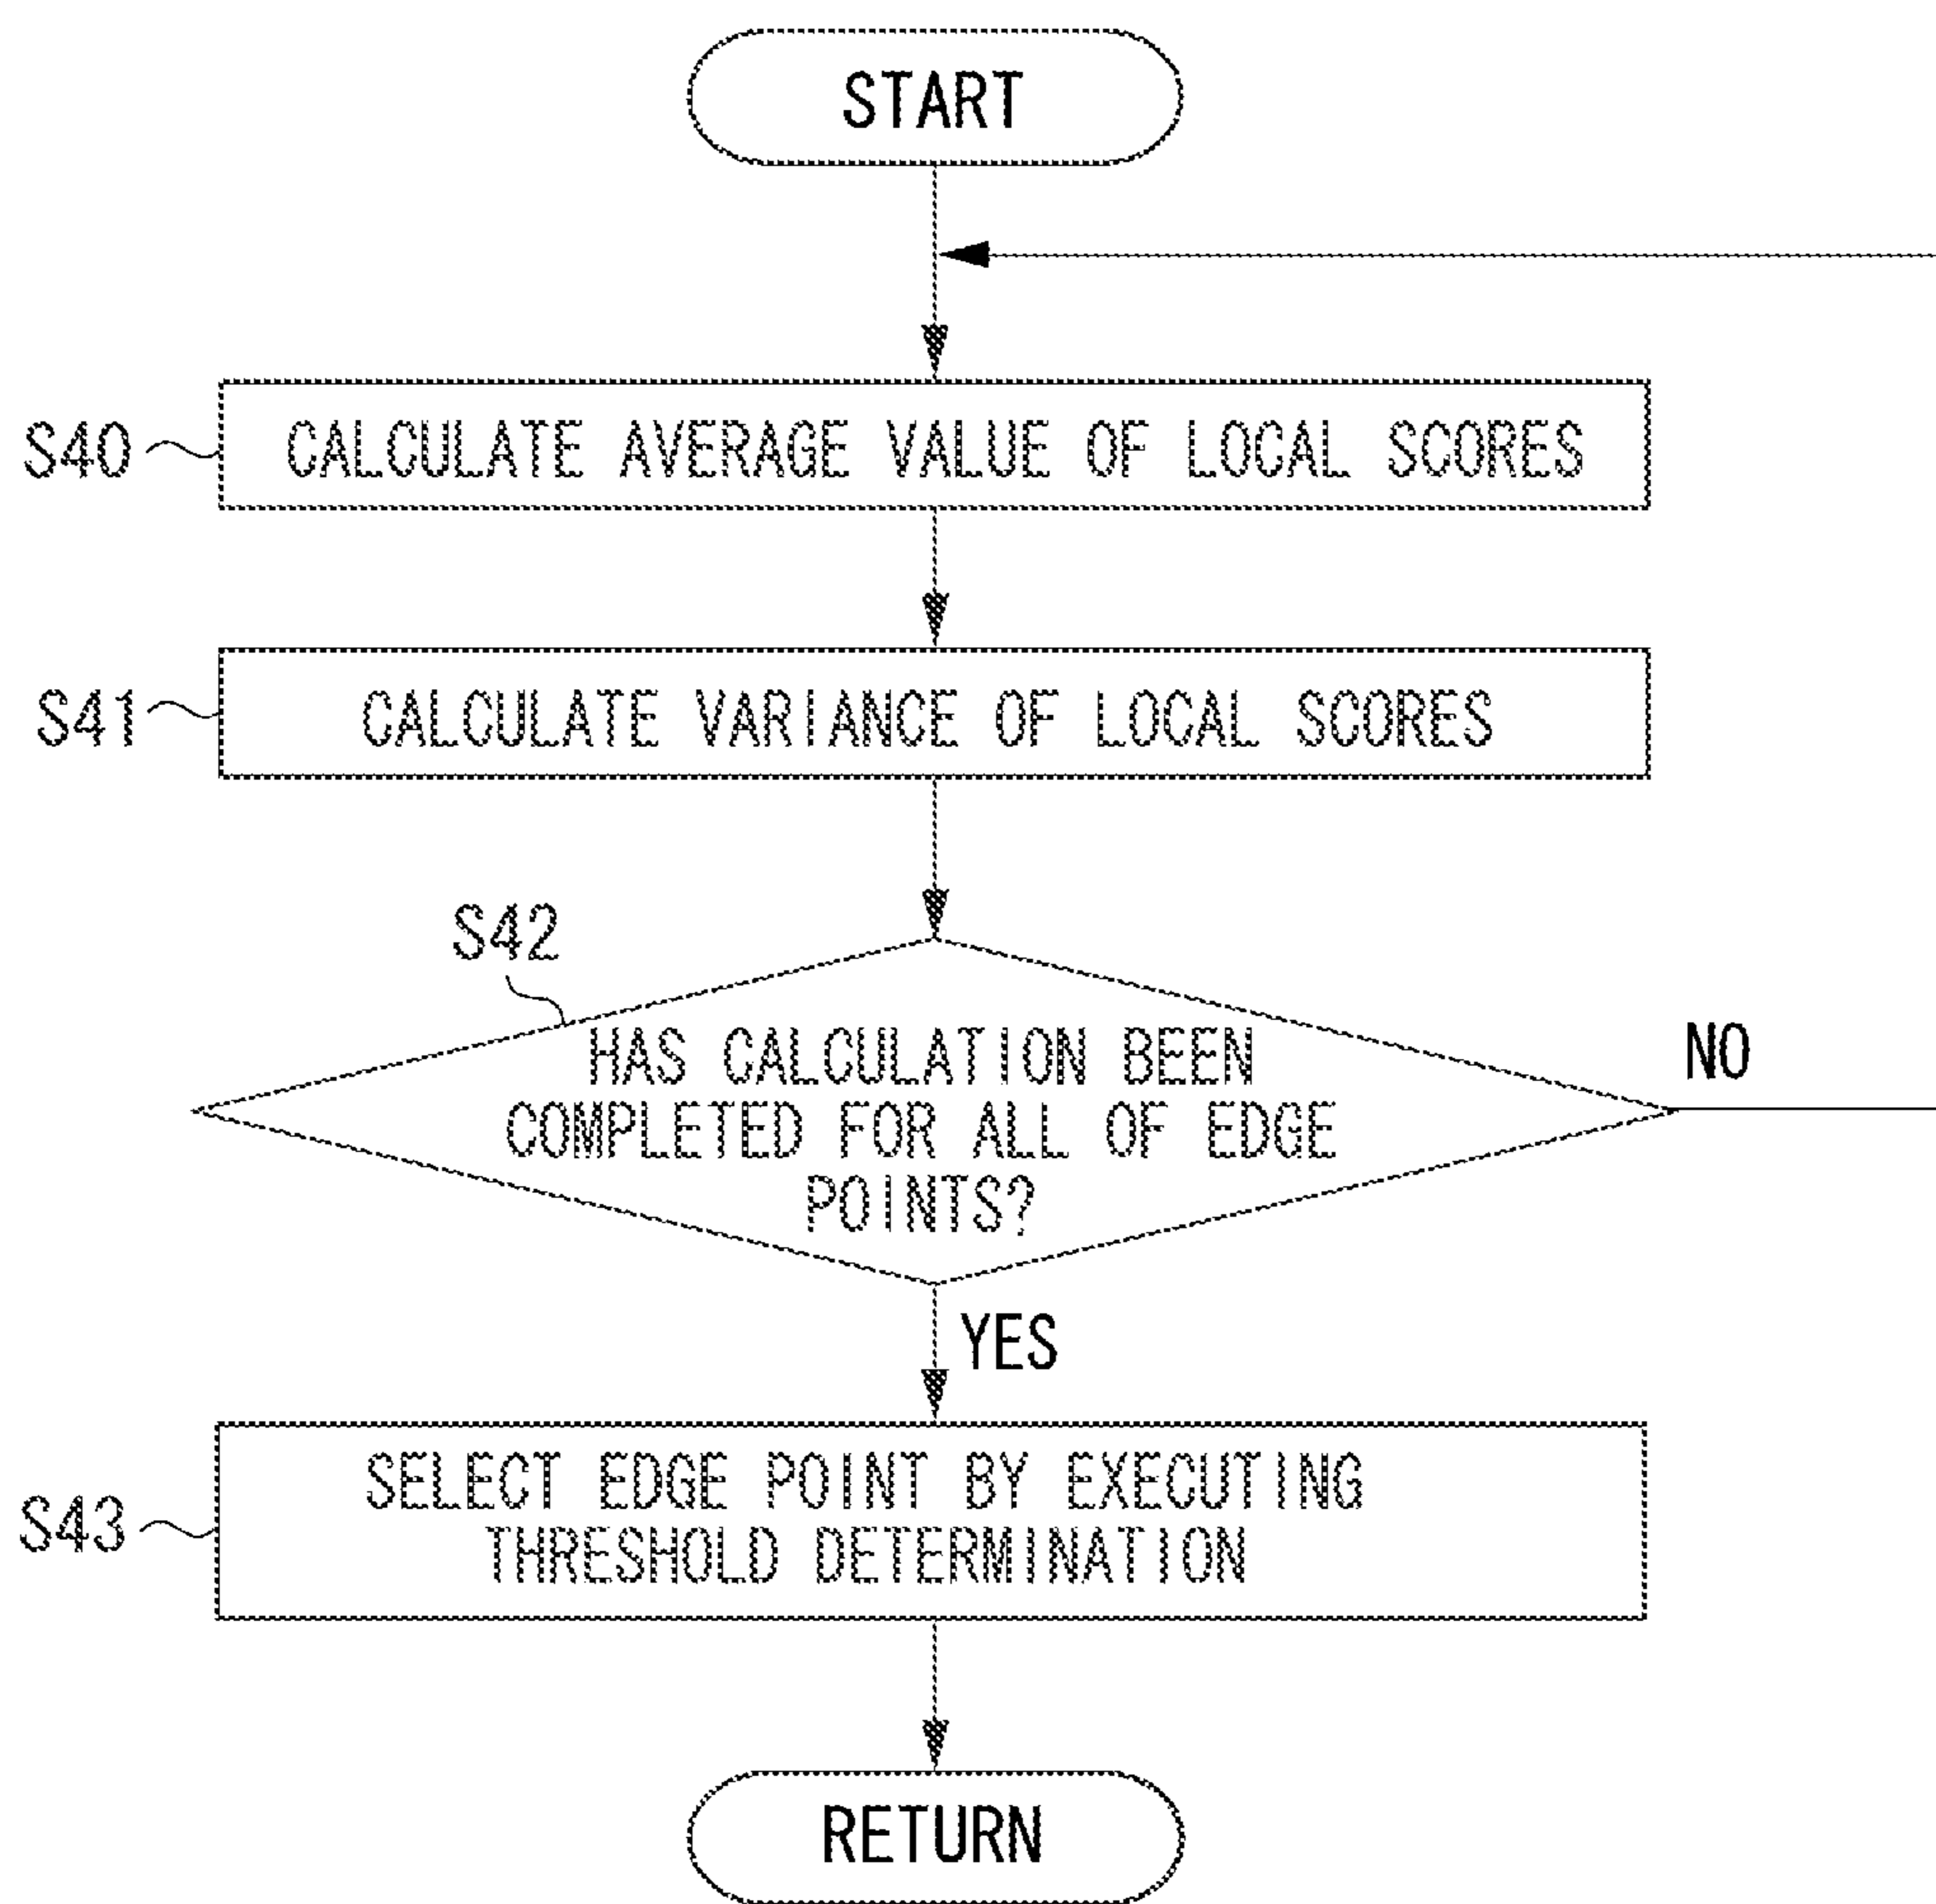 START
S40
CALCULATE AVERAGE VALUE OF LOCAL SCORES
S41
CALCULATE VARIANCE OF LOCAL SCORES
S42
HAS CALCULATION BEEN
COMPLETED FOR ALL OF EDGE
POINTS?
NO
YES
S43
SELECT EDGE POINT BY EXECUTING
THRESHOLD DETERMINATION
RETURN